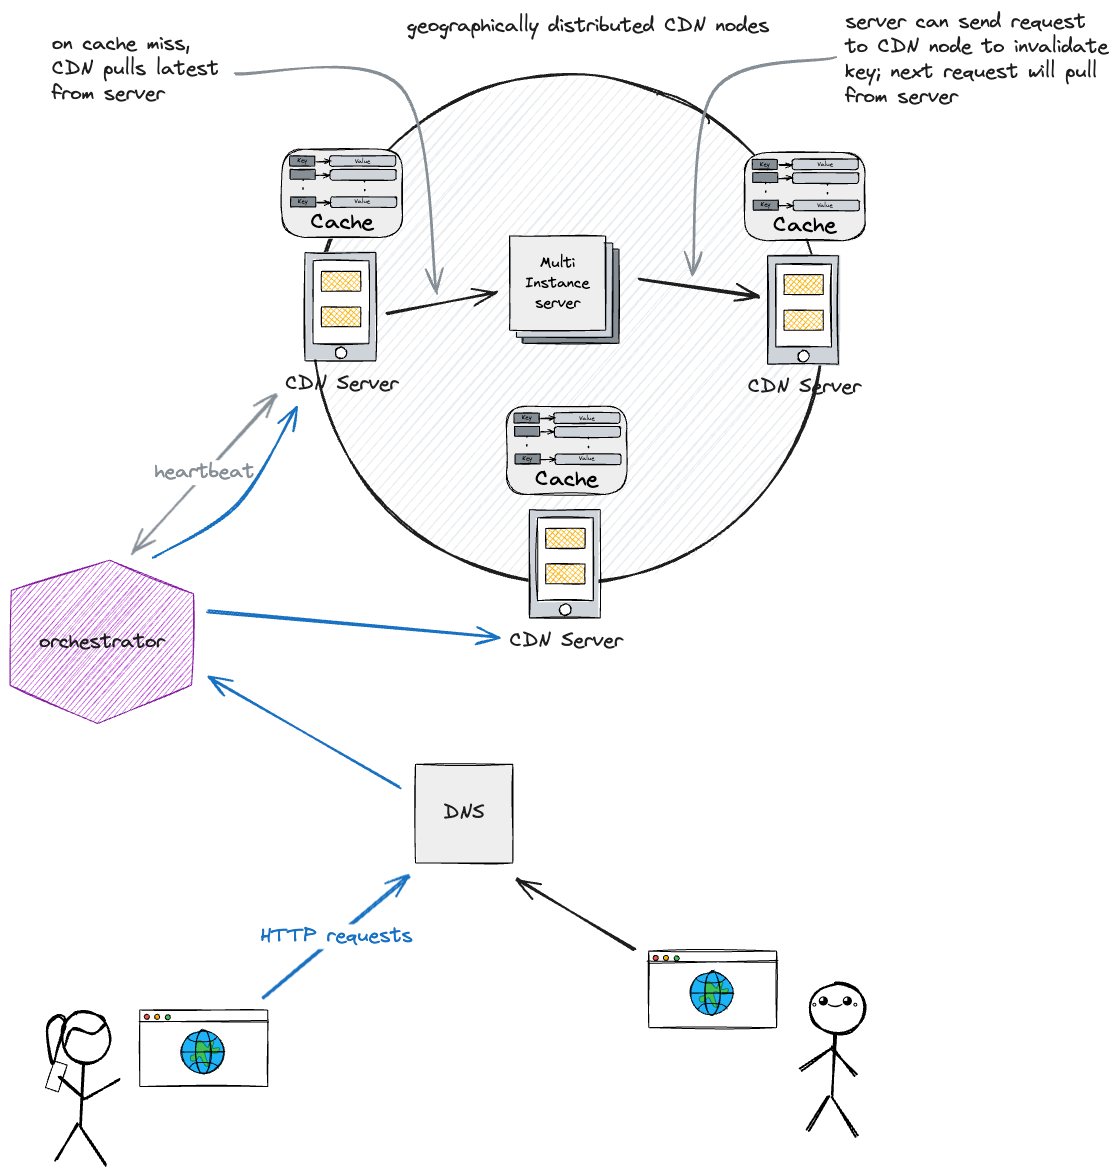 geographically distributed CDN nodes
on cache miss,
CDN pulls latest
from server
server can send request
to CDN node to invalidate
key; next request will pull
from server
Key
Value
Key
Value
Cache
CDN Server
Multi
Instance
server
Key
Value
Key
Value
Cache
CDN Server
Key
Value
Key
Value
Cache
CDN Server
heartbeat
orchestrator
DNS
HTTP requests